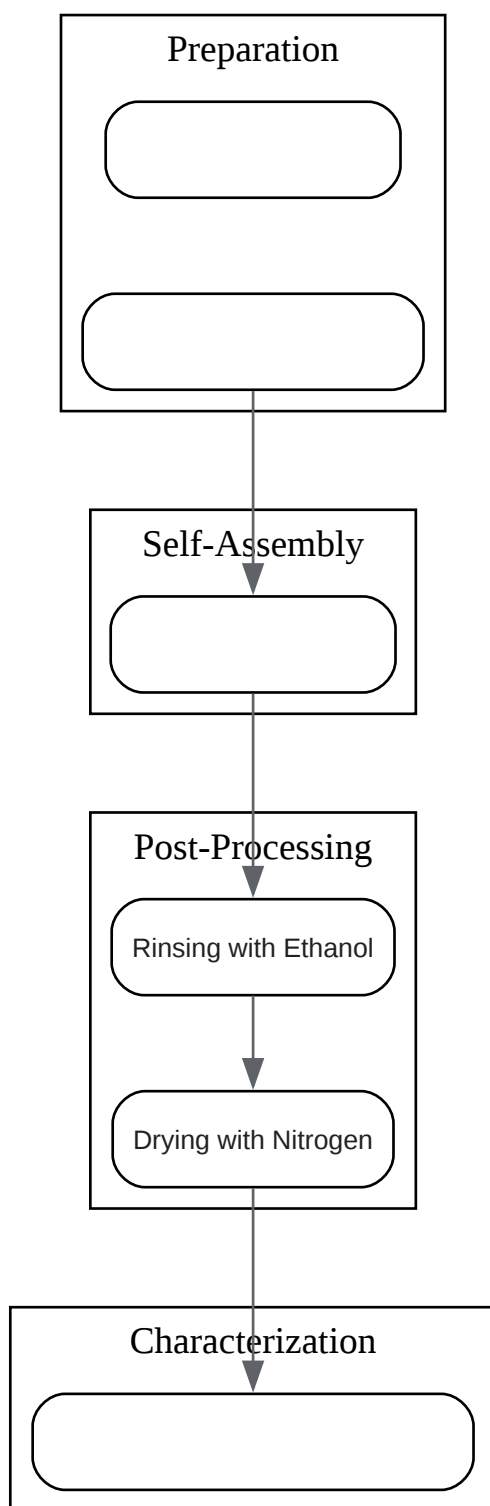 Preparation
Self-Assembly
Post-Processing
Rinsing with Ethanol
Drying with Nitrogen
Characterization